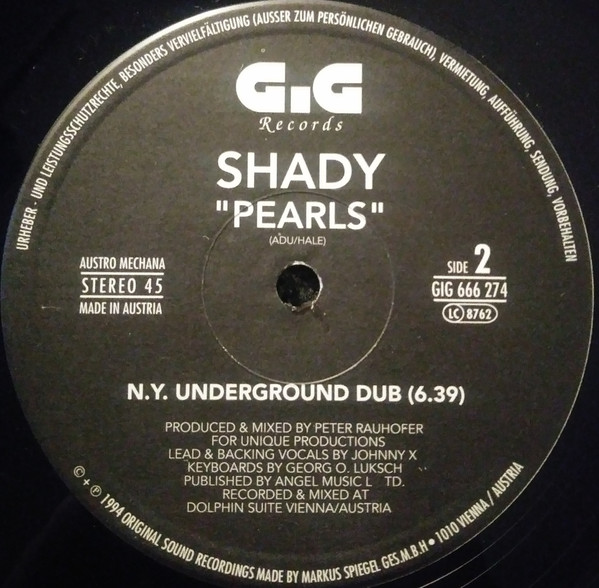 URHEBER - UND LEISTUNGSSCHUTZRECHTE, BESONDERS VERVIELFÄLTIGUNG (AUSSER ZUM PERSÖNLICHEN GEBRAUCH), VERMIETUNG, AUFFÜHRUNG, SENDUNG, VORBEHALTEN
GIG
Records
SHADY
"PEARLS"
(ADU/HALE)
AUSTRO MECHANA
STEREO 45
MADE IN AUSTRIA
SIDE 2
GIG 666 274
LC 8762
N.Y. UNDERGROUND DUB (6.39)
PRODUCED & MIXED BY PETER RAUHOFER
FOR UNIQUE PRODUCTIONS
LEAD & BACKING VOCALS BY JOHNNY X
KEYBOARDS BY GEORG O. LUKSCH
PUBLISHED BY ANGEL MUSIC L TD.
RECORDED & MIXED AT
DOLPHIN SUITE VIENNA/AUSTRIA
© + ℗ 1994 ORIGINAL SOUND RECORDINGS MADE BY MARKUS SPIEGEL GES.M.B.H • 1010 VIENNA / AUSTRIA